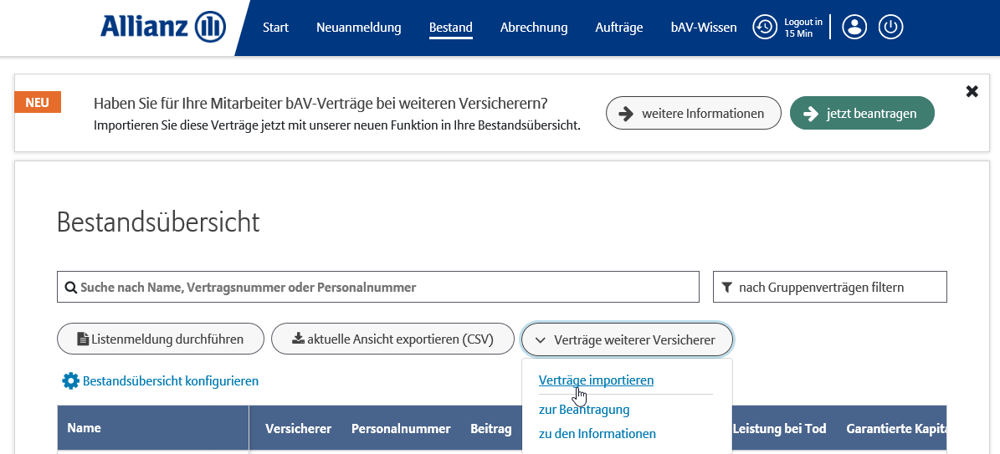 Allianz
Start Neuanmeldung Bestand Abrechnung Aufträge bAV-Wissen Logout in
15 Min
NEU
Haben Sie für Ihre Mitarbeiter bAV-Verträge bei weiteren Versicherern?
Importieren Sie diese Verträge jetzt mit unserer neuen Funktion in Ihre Bestandsübersicht.
weitere Informationen
jetzt beantragen
Bestandsübersicht
Suche nach Name, Vertragsnummer oder Personalnummer
nach Gruppenverträgen filtern
Listenmeldung durchführen
aktuelle Ansicht exportieren (CSV)
Verträge weiterer Versicherer
Verträge importieren
zur Beantragung
zu den Informationen
Bestandsübersicht konfigurieren
Name Versicherer Personalnummer Beitrag Leistung bei Tod Garantierte